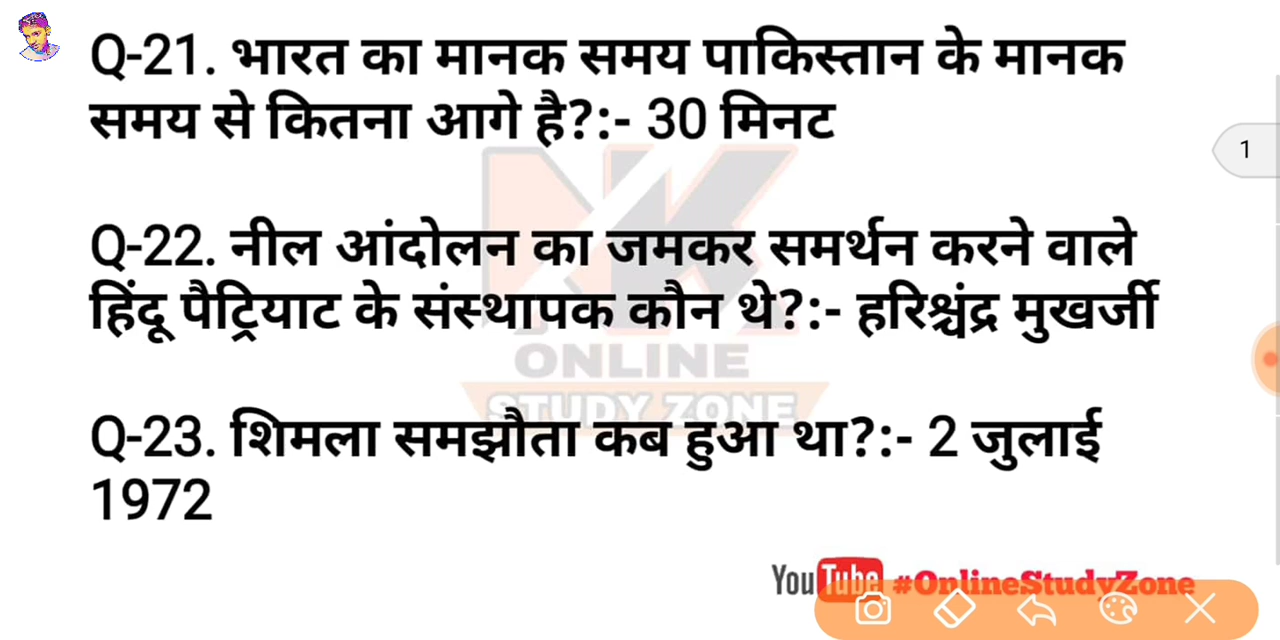 Q-21. भारत का मानक समय पाकिस्तान के मानक
समय से कितना आगे है?:- 30 मिनट
1
Q-22. नील आंदोलन का जमकर समर्थन करने वाले
हिंदू पैट्रियाट के संस्थापक कौन थे?:- हरिश्चंद्र मुखर्जी
NK
ONLINE
STUDY ZONE
Q-23. शिमला समझौता कब हुआ था?:- 2 जुलाई
1972
YouTube #OnlineStudyZone